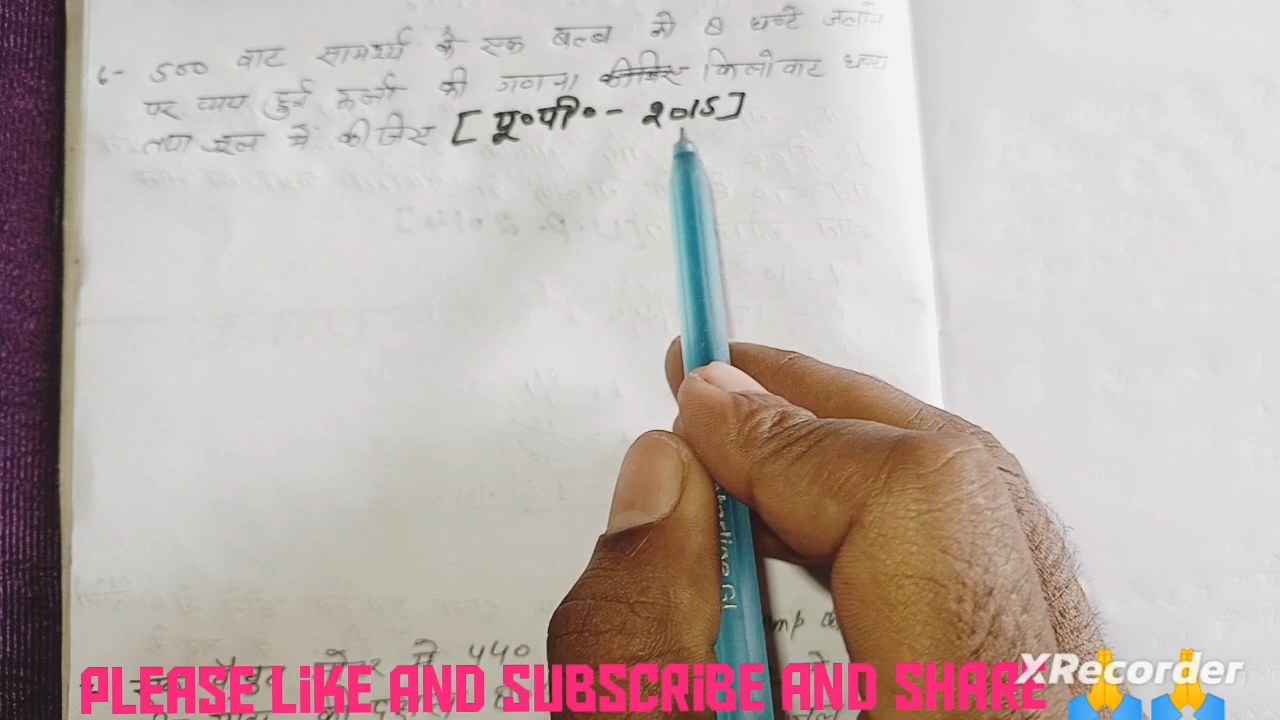 6- 500 वाट सामर्थ्य के एक बल्ब को 8 घण्टे जलाने
पर व्यय हुई ऊर्जा की गणना कीजिए किलोवाट घण्टा
तथा जूल में कीजिए [यू०पी०- 2015]
440
PLEASE LIKE AND SUBSCRIBE AND SHARE
XRecorder